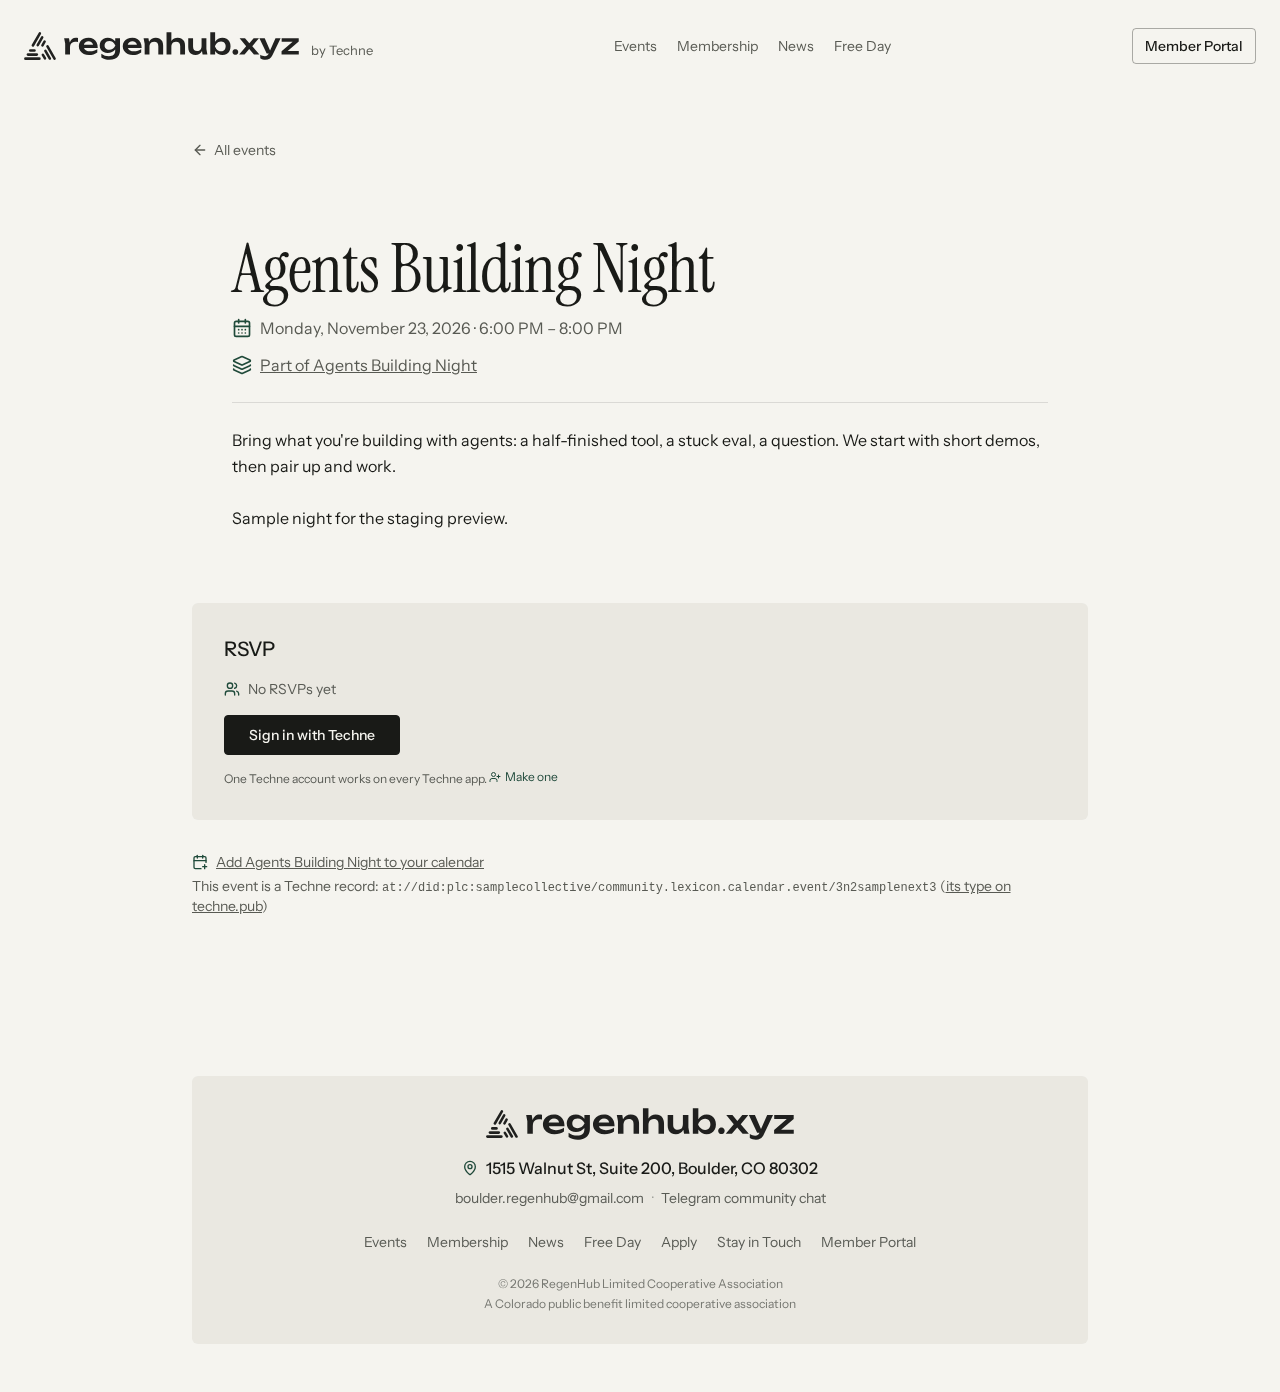 regenhub.xyz by Techne
Events Membership News Free Day
Member Portal
All events
Agents Building Night
Monday, November 23, 2026 · 6:00 PM – 8:00 PM
Part of Agents Building Night
Bring what you're building with agents: a half-finished tool, a stuck eval, a question. We start with short demos,
then pair up and work.
Sample night for the staging preview.
RSVP
No RSVPs yet
Sign in with Techne
One Techne account works on every Techne app. Make one
Add Agents Building Night to your calendar
This event is a Techne record: at://did:plc:samplecollective/community.lexicon.calendar.event/3n2samplenext3 (its type on
techne.pub)
regenhub.xyz
1515 Walnut St, Suite 200, Boulder, CO 80302
boulder.regenhub@gmail.com · Telegram community chat
Events Membership News Free Day Apply Stay in Touch Member Portal
© 2026 RegenHub Limited Cooperative Association
A Colorado public benefit limited cooperative association